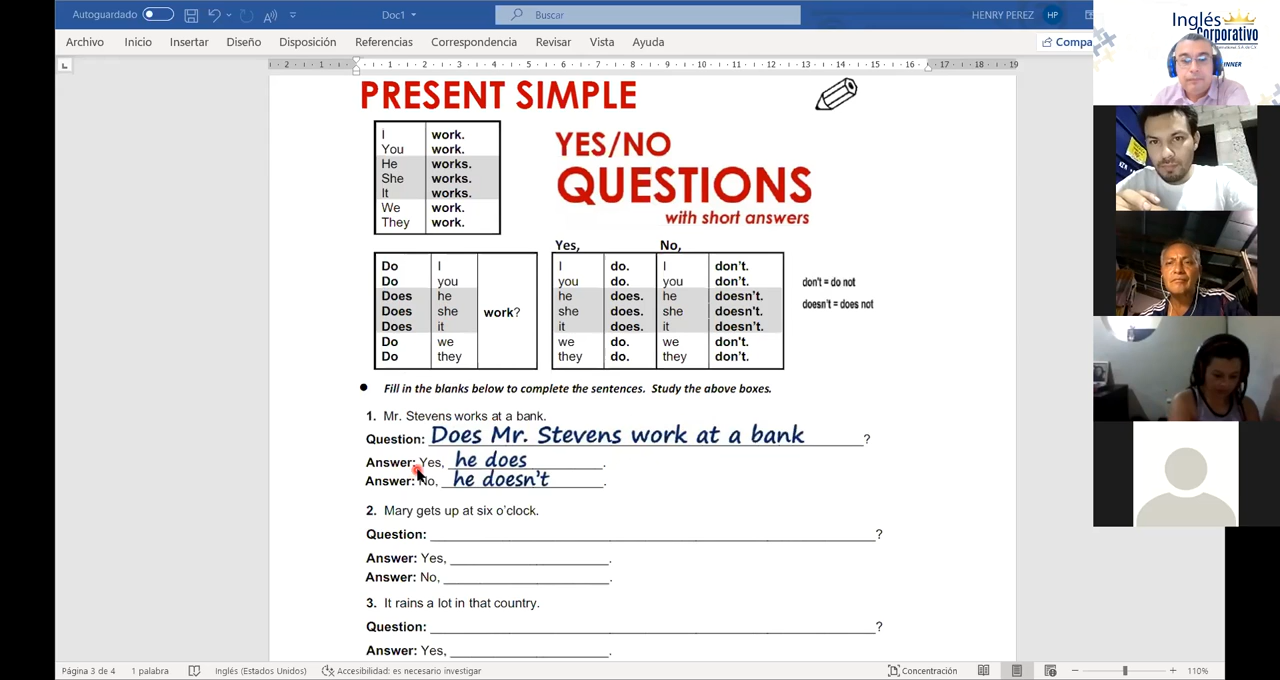 Autoguardado
Doc1
Buscar
HENRY PEREZ HP
Archivo Inicio Insertar Diseño Disposición Referencias Correspondencia Revisar Vista Ayuda
Compa
Inglés
Corporativo
PRESENT SIMPLE
I work.
You work.
He works.
She works.
It works.
We work.
They work.
YES/NO
QUESTIONS
with short answers
Yes, No,
Do I
Do you
Does he
Does she work?
Does it
Do we
Do they
I do. I don't.
you do. you don't.
he does. he doesn't.
she does. she doesn't.
it does. it doesn't.
we do. we don't.
they do. they don't.
don't = do not
doesn't = does not
● Fill in the blanks below to complete the sentences. Study the above boxes.
1. Mr. Stevens works at a bank.
Question: Does Mr. Stevens work at a bank ?
Answer: Yes, he does .
Answer: No, he doesn't .
2. Mary gets up at six o'clock.
Question: ?
Answer: Yes, .
Answer: No, .
3. It rains a lot in that country.
Question: ?
Answer: Yes, .
Página 3 de 4 1 palabra Inglés (Estados Unidos) Accesibilidad: es necesario investigar Concentración 110%